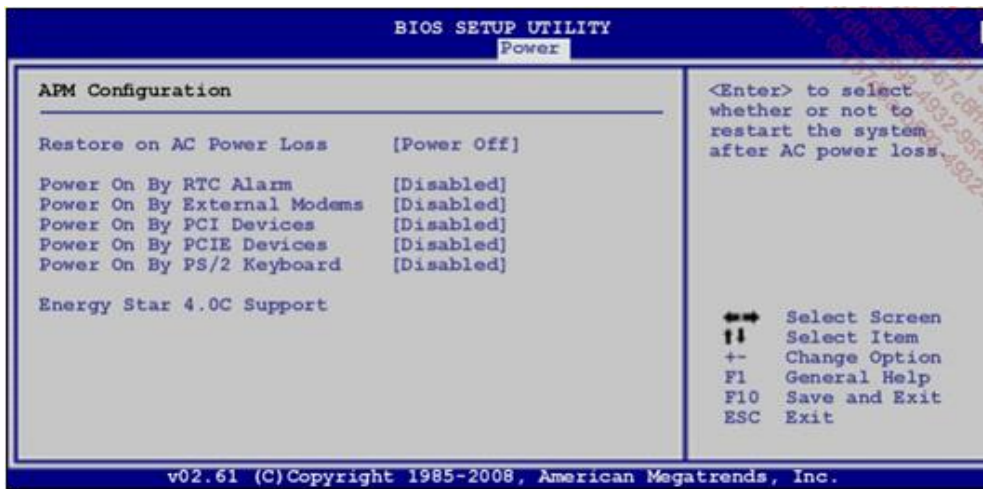 BIOS SETUP UTILITY
Power
APM Configuration
Restore on AC Power Loss [Power Off]
Power On By RTC Alarm [Disabled]
Power On By External Modems [Disabled]
Power On By PCI Devices [Disabled]
Power On By PCIE Devices [Disabled]
Power On By PS/2 Keyboard [Disabled]
Energy Star 4.0C Support
<Enter> to select
whether or not to
restart the system
after AC power loss.
Select Screen
Select Item
+- Change Option
F1 General Help
F10 Save and Exit
ESC Exit
v02.61 (C)Copyright 1985-2008, American Megatrends, Inc.